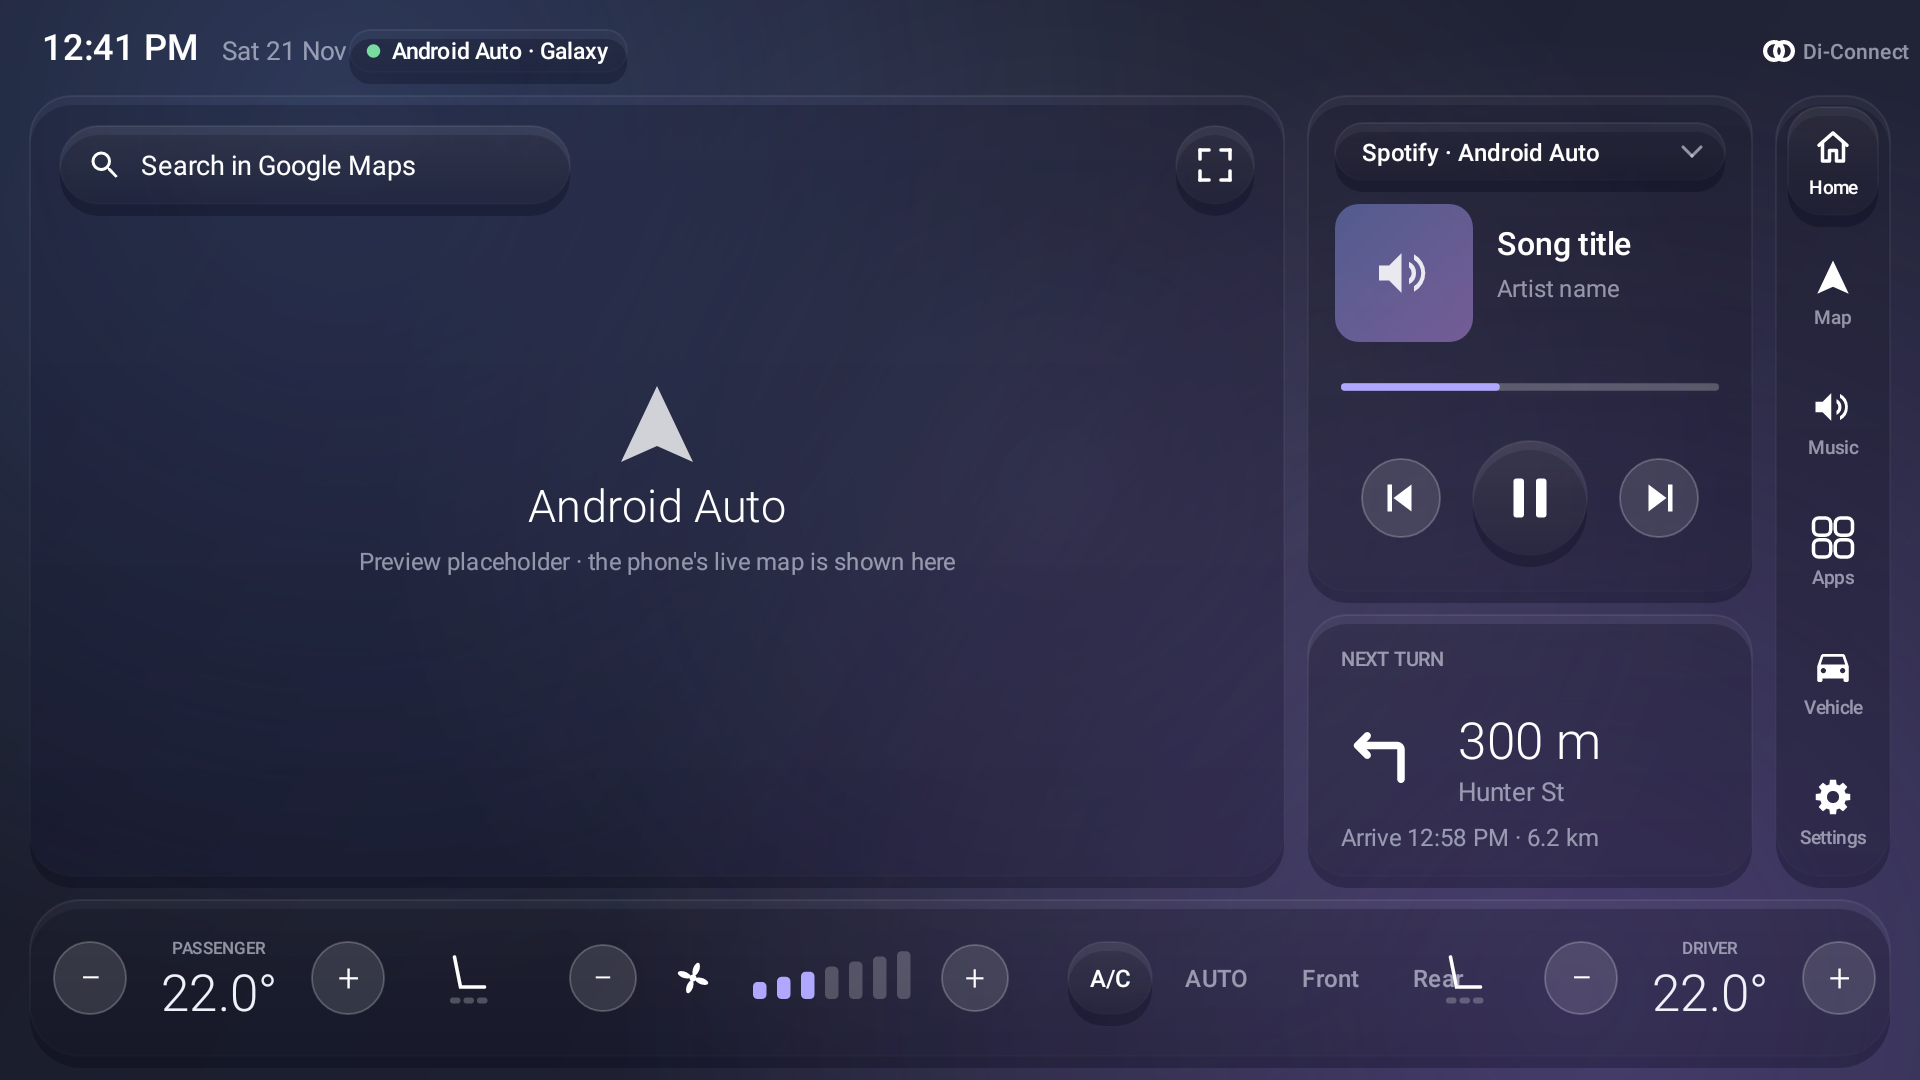 12:41 PM Sat 21 Nov Android Auto · Galaxy
Di-Connect
Search in Google Maps
Android Auto
Preview placeholder · the phone's live map is shown here
Spotify · Android Auto
Song title
Artist name
NEXT TURN
300 m
Hunter St
Arrive 12:58 PM · 6.2 km
Home
Map
Music
Apps
Vehicle
Settings
PASSENGER
22.0°
A/C AUTO Front Rear
DRIVER
22.0°